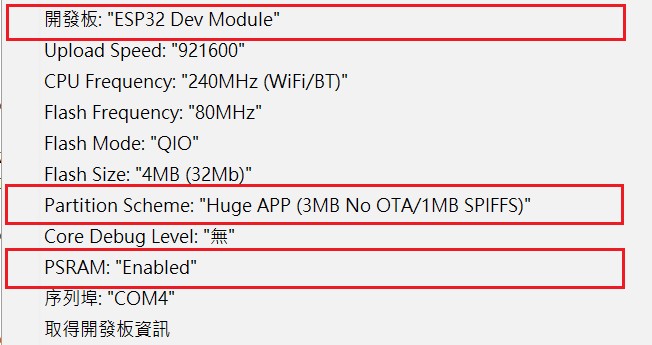 開發板: "ESP32 Dev Module"
Upload Speed: "921600"
CPU Frequency: "240MHz (WiFi/BT)"
Flash Frequency: "80MHz"
Flash Mode: "QIO"
Flash Size: "4MB (32Mb)"
Partition Scheme: "Huge APP (3MB No OTA/1MB SPIFFS)"
Core Debug Level: "無"
PSRAM: "Enabled"
序列埠: "COM4"
取得開發板資訊